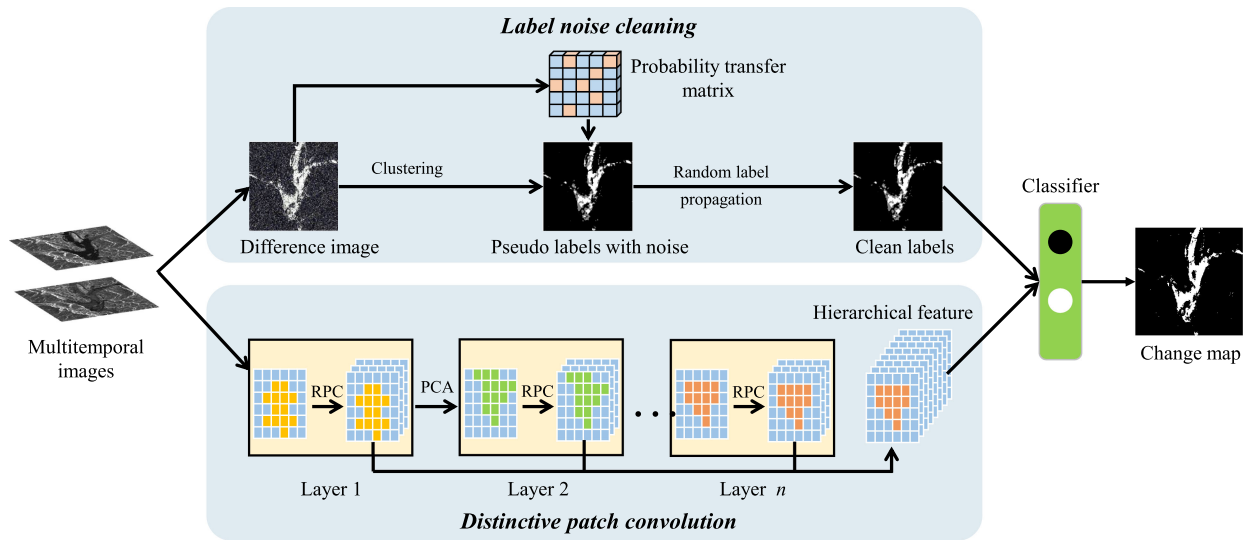 Label noise cleaning
Probability transfer
matrix
Clustering
Random label
propagation
Difference image
Pseudo labels with noise
Clean labels
Classifier
Multitemporal
images
Change map
Hierarchical feature
RPC
PCA
RPC
RPC
Layer 1
Layer 2
Layer n
Distinctive patch convolution